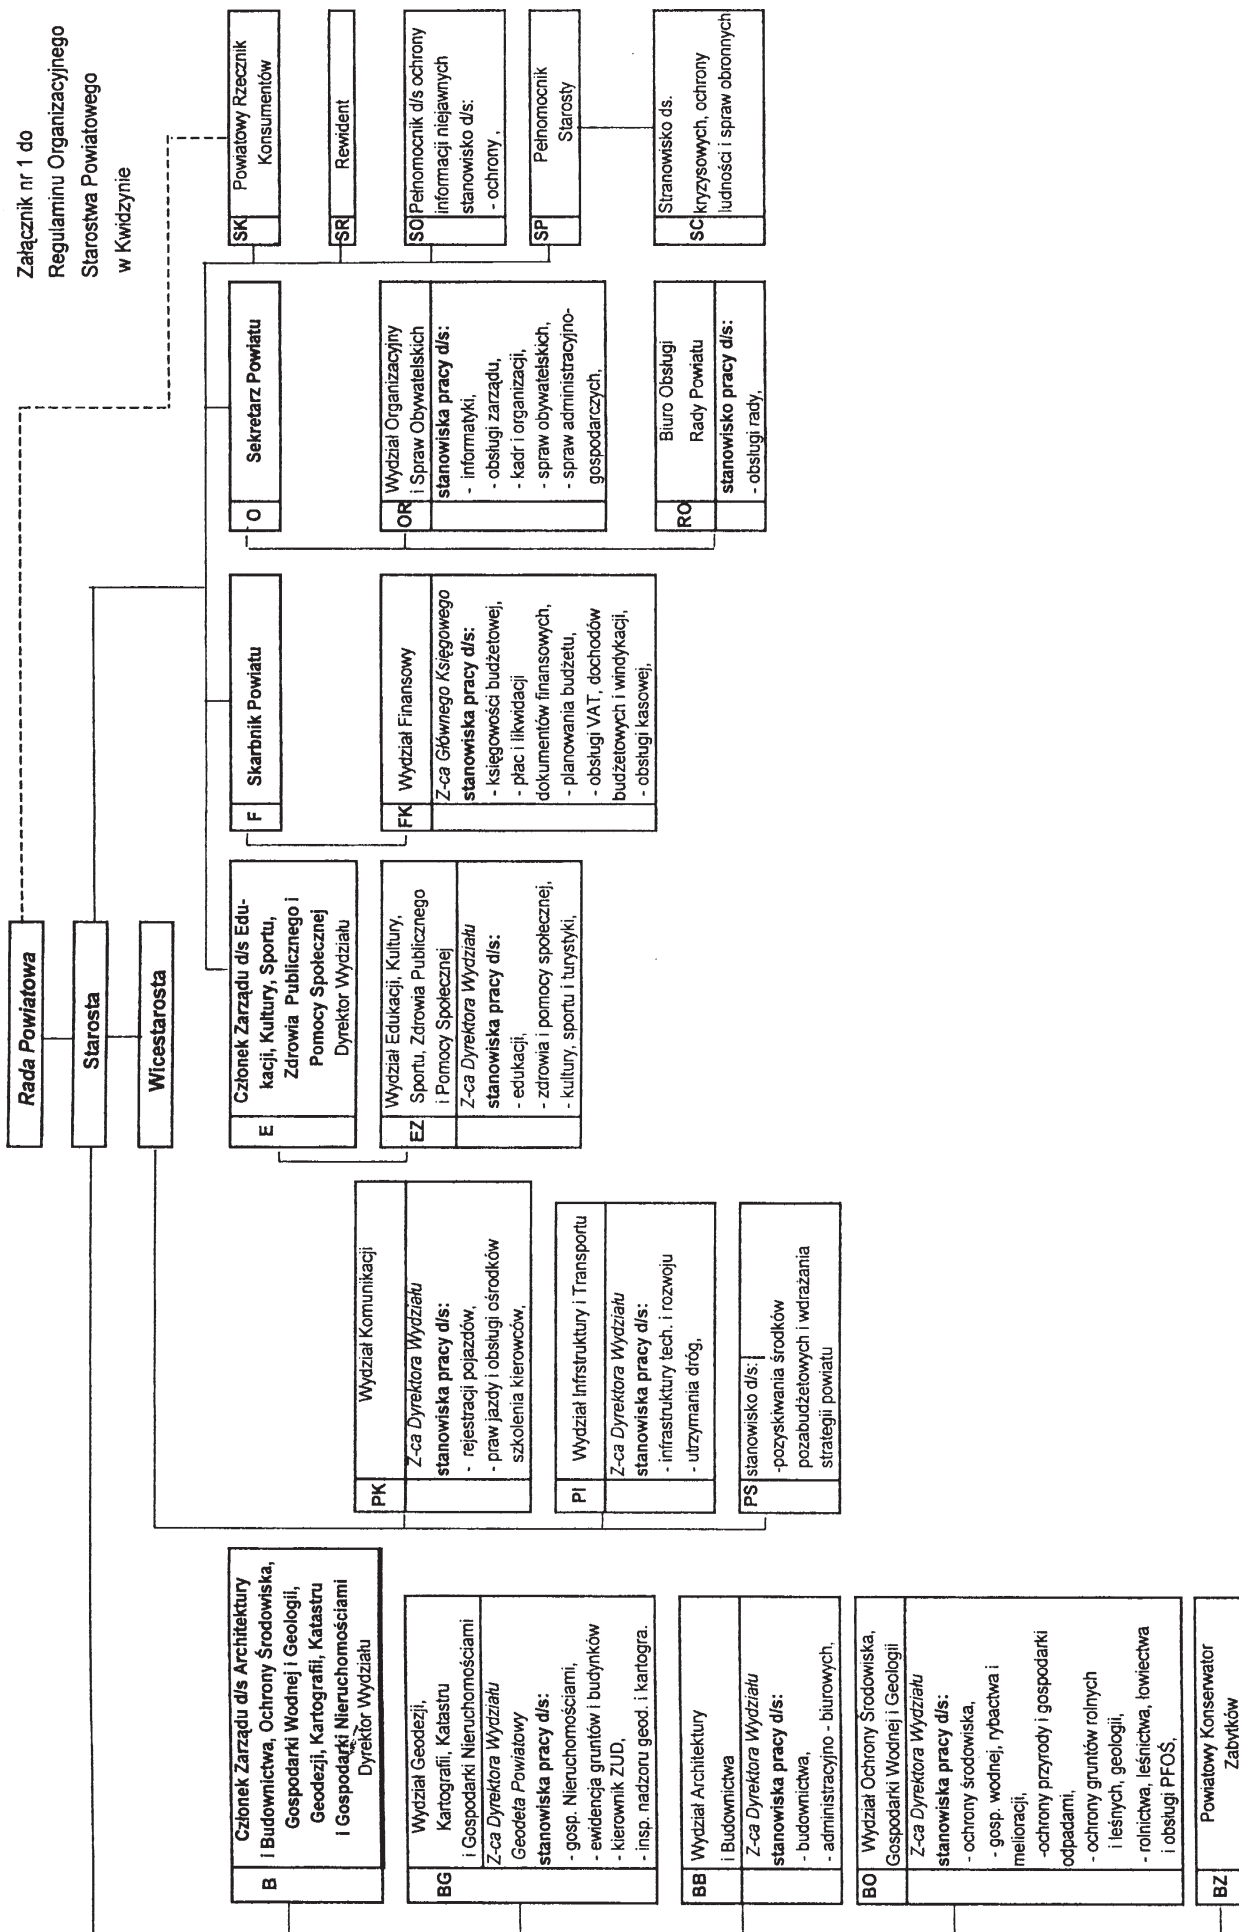 Załącznik nr 1 do
Regulaminu Organizacyjnego
Starostwa Powiatowego
w Kwidzynie
Rada Powiatowa
Starosta
Wicestarosta
B
Członek Zarządu d/s Architektury
i Budownictwa, Ochrony Środowiska,
Gospodarki Wodnej i Geologii,
Geodezji, Kartografii, Katastru
i Gospodarki Nieruchomościami
Dyrektor Wydziału
BG
Wydział Geodezji,
Kartografii, Katastru
i Gospodarki Nieruchomościami
Z-ca Dyrektora Wydziału
Geodeta Powiatowy
stanowiska pracy d/s:
- gosp. Nieruchomościami,
- ewidencja gruntów i budynków
- kierownik ZUD,
- insp. nadzoru geod. i kartogra.
BB
Wydział Architektury
i Budownictwa
Z-ca Dyrektora Wydziału
stanowiska pracy d/s:
- budownictwa,
- administracyjno - biurowych,
BO
Wydział Ochrony Środowiska,
Gospodarki Wodnej i Geologii
Z-ca Dyrektora Wydziału
stanowiska pracy d/s:
- ochrony środowiska,
- gosp. wodnej, rybactwa i
melioracji,
-ochrony przyrody i gospodarki
odpadami,
- ochrony gruntów rolnych
i leśnych, geologii,
- rolnictwa, leśnictwa, łowiectwa
i obsługi PFOŚ,
BZ
Powiatowy Konserwator
Zabytków
PK
Wydział Komunikacji
Z-ca Dyrektora Wydziału
stanowiska pracy d/s:
- rejestracji pojazdów,
- praw jazdy i obsługi ośrodków
szkolenia kierowców,
PI
Wydział Infrstruktury i Transportu
Z-ca Dyrektora Wydziału
stanowiska pracy d/s:
- infrastruktury tech. i rozwoju
- utrzymania dróg,
PS
stanowisko d/s:
-pozyskiwania środków
pozabudżetowych i wdrażania
strategii powiatu
E
Członek Zarządu d/s Edu-
kacji, Kultury, Sportu,
Zdrowia Publicznego i
Pomocy Społecznej
Dyrektor Wydziału
EZ
Wydział Edukacji, Kultury,
Sportu, Zdrowia Publicznego
i Pomocy Społecznej
Z-ca Dyrektora Wydziału
stanowiska pracy d/s:
- edukacji,
- zdrowia i pomocy społecznej,
- kultury, sportu i turystyki,
F
Skarbnik Powiatu
FK
Wydział Finansowy
Z-ca Głównego Księgowego
stanowiska pracy d/s:
- księgowości budżetowej,
- płac i likwidacji
dokumentów finansowych,
- planowania budżetu,
- obsługi VAT, dochodów
budżetowych i windykacji,
- obsługi kasowej,
O
Sekretarz Powiatu
OR
Wydział Organizacyjny
i Spraw Obywatelskich
stanowiska pracy d/s:
- informatyki,
- obsługi zarządu,
- kadr i organizacji,
- spraw obywatelskich,
- spraw administracyjno-
gospodarczych,
RO
Biuro Obsługi
Rady Powiatu
stanowisko pracy d/s:
- obsługi rady,
SK
Powiatowy Rzecznik
Konsumentów
SR
Rewident
SO
Pełnomocnik d/s ochrony
informacji niejawnych
stanowisko d/s:
- ochrony ,
SP
Pełnomocnik
Starosty
SC
Stranowisko ds.
kryzysowych, ochrony
ludności i spraw obronnych